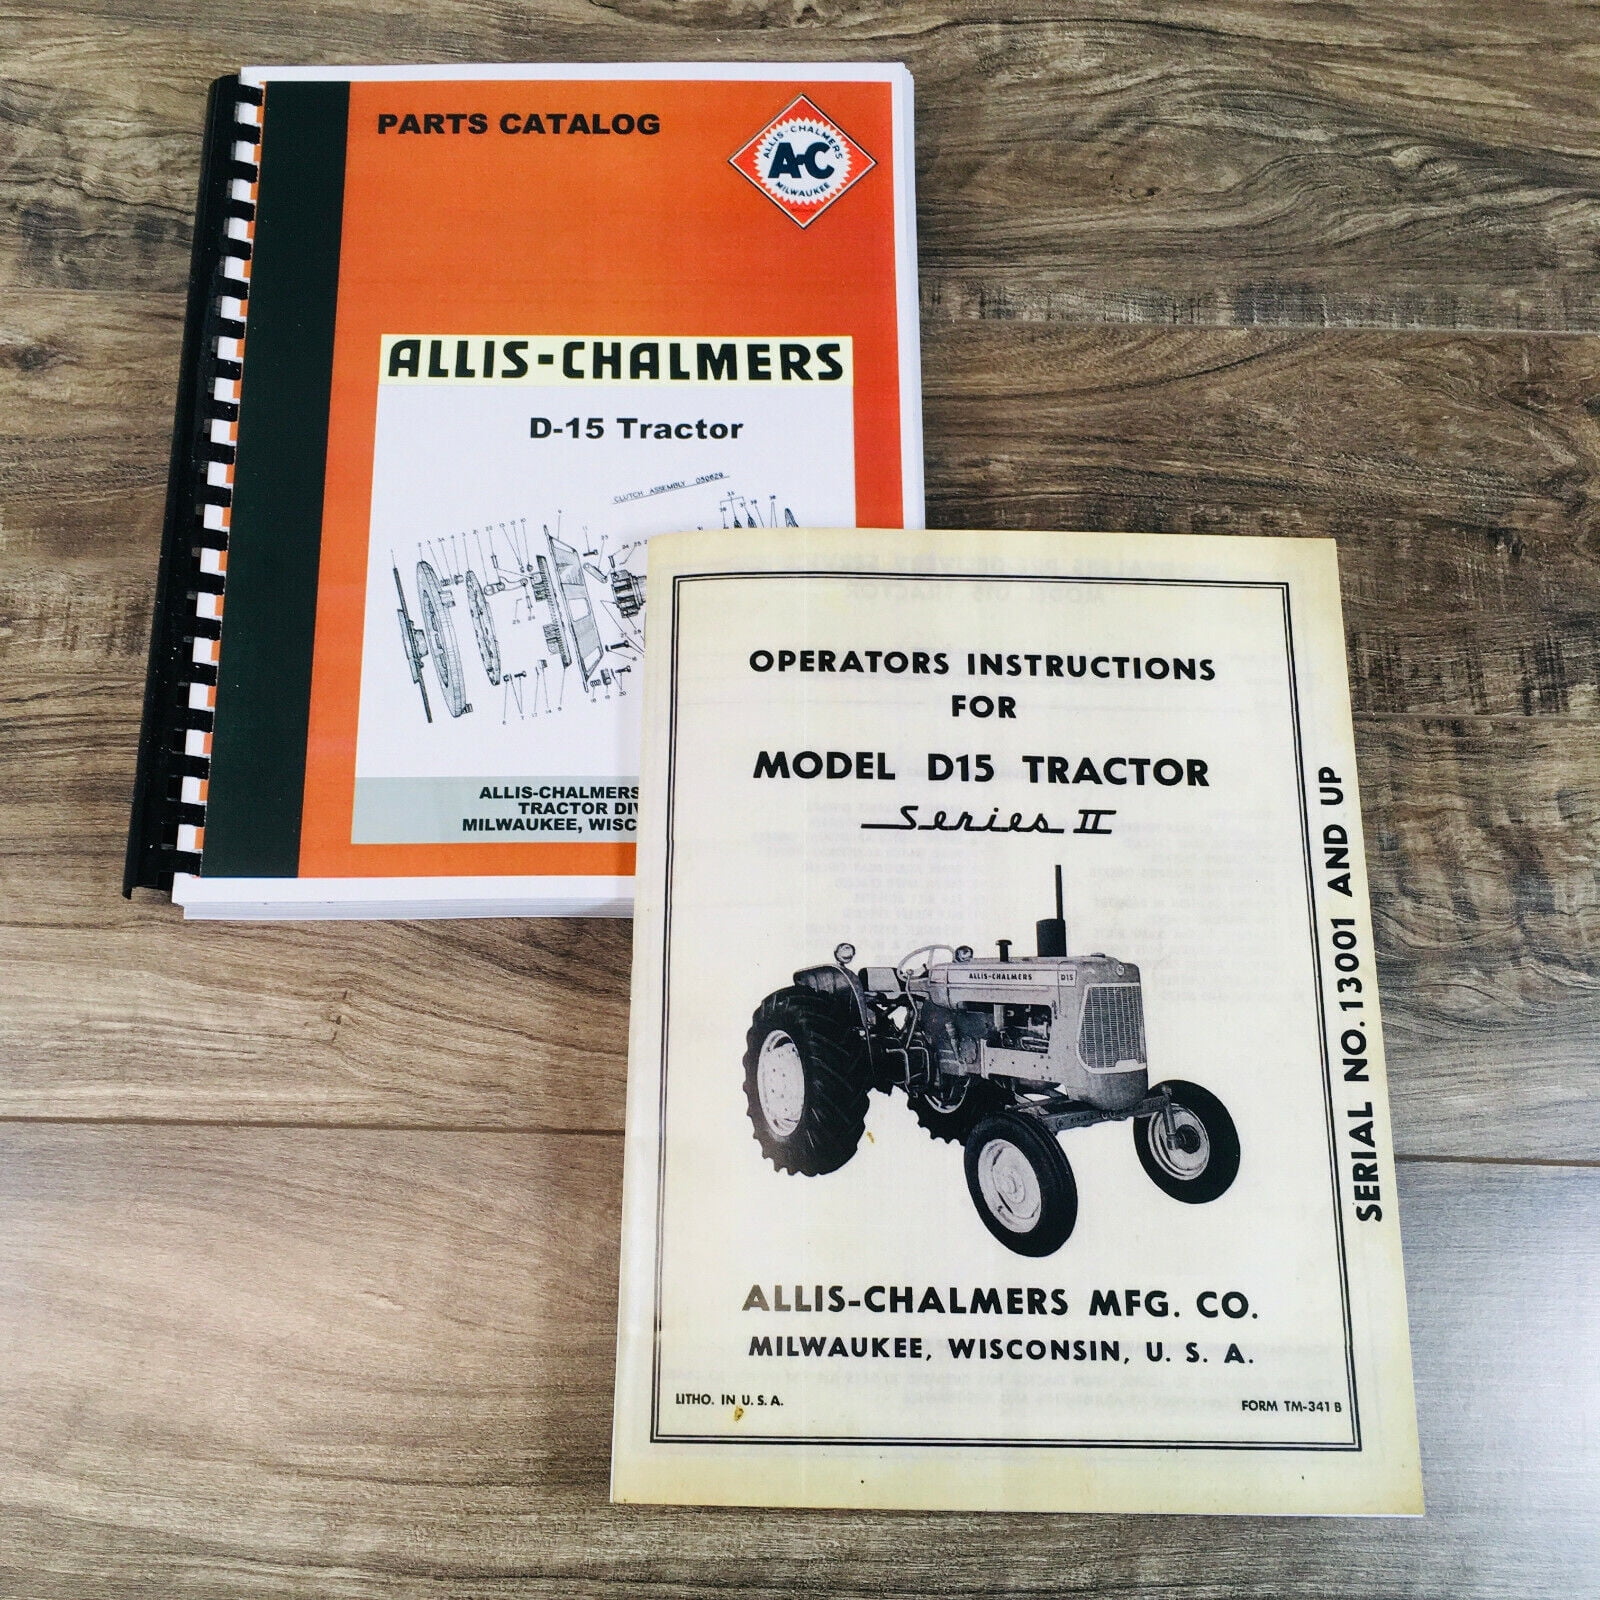 PARTS CATALOG
ALLIS-CHALMERS
A-C
MILWAUKEE
ALLIS-CHALMERS
D-15 Tractor
CLUTCH ASSEMBLY 050629
ALLIS-CHALMERS
TRACTOR DIV
MILWAUKEE, WISC
OPERATORS INSTRUCTIONS
FOR
MODEL D15 TRACTOR
Series II
ALLIS-CHALMERS D15
ALLIS-CHALMERS MFG. CO.
MILWAUKEE, WISCONSIN, U. S. A.
LITHO. IN U. S. A.
FORM TM-341 B
SERIAL NO. 13001 AND UP